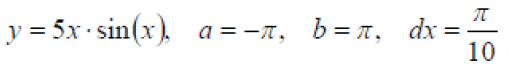 y = 5x · sin(x), a = −π, b = π, dx = π/10